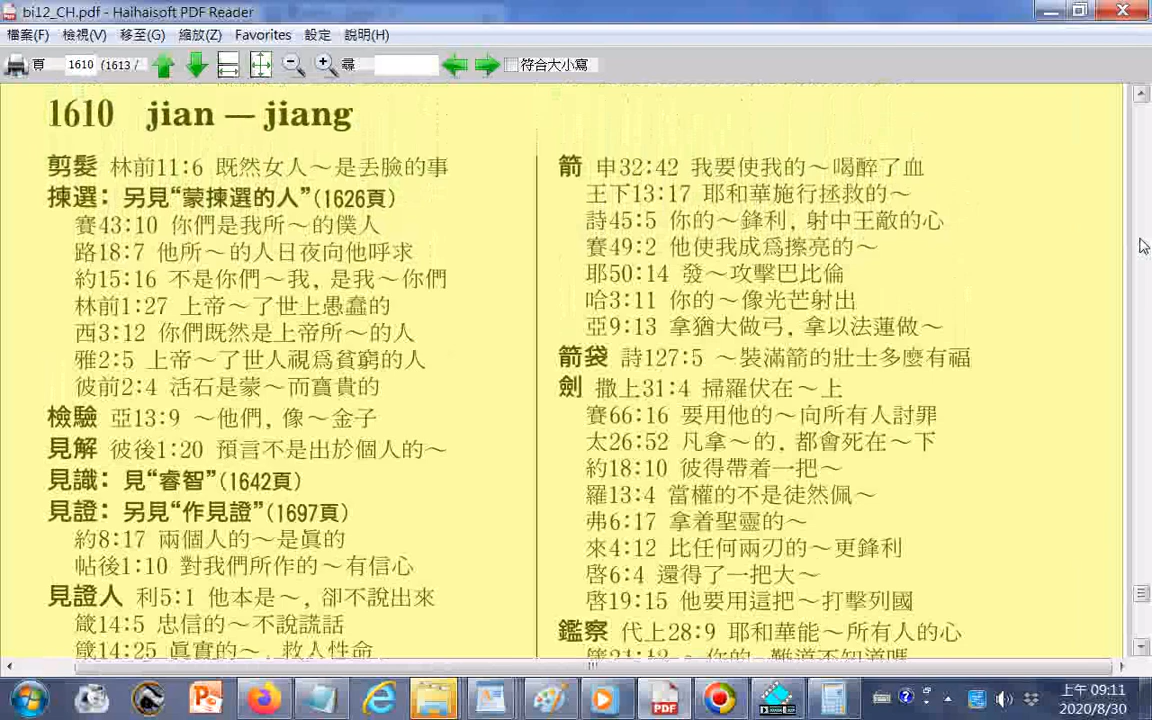 bi12_CH.pdf - Haihaisoft PDF Reader
檔案(F) 檢視(V) 移至(G) 縮放(Z) Favorites 設定 說明(H)
頁 1610 (1613 / 尋 符合大小寫
1610 jian — jiang
剪髮 林前11:6 既然女人～是丟臉的事
揀選：另見“蒙揀選的人”(1626頁)
賽43:10 你們是我所～的僕人
路18:7 他所～的人日夜向他呼求
約15:16 不是你們～我, 是我～你們
林前1:27 上帝～了世上愚蠢的
西3:12 你們既然是上帝所～的人
雅2:5 上帝～了世人視爲貧窮的人
彼前2:4 活石是蒙～而寶貴的
檢驗 亞13:9 ～他們, 像～金子
見解 彼後1:20 預言不是出於個人的～
見識：見“睿智”(1642頁)
見證：另見“作見證”(1697頁)
約8:17 兩個人的～是眞的
帖後1:10 對我們所作的～有信心
見證人 利5:1 他本是～, 卻不說出來
箴14:5 忠信的～不說謊話
箴14:25 眞實的～, 救人性命
箭 申32:42 我要使我的～喝醉了血
王下13:17 耶和華施行拯救的～
詩45:5 你的～鋒利, 射中王敵的心
賽49:2 他使我成爲擦亮的～
耶50:14 發～攻擊巴比倫
哈3:11 你的～像光芒射出
亞9:13 拿猶大做弓, 拿以法蓮做～
箭袋 詩127:5 ～裝滿箭的壯士多麼有福
劍 撒上31:4 掃羅伏在～上
賽66:16 要用他的～向所有人討罪
太26:52 凡拿～的, 都會死在～下
約18:10 彼得帶着一把～
羅13:4 當權的不是徒然佩～
弗6:17 拿着聖靈的～
來4:12 比任何兩刃的～更鋒利
啓6:4 還得了一把大～
啓19:15 他要用這把～打擊列國
鑑察 代上28:9 耶和華能～所有人的心
上午 09:11
2020/8/30